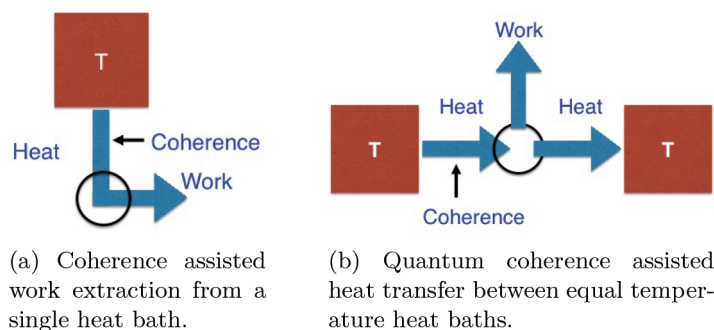 T
Heat
Coherence
Work
(a) Coherence assisted
work extraction from a
single heat bath.
Work
Heat
Heat
T
T
Coherence
(b) Quantum coherence assisted
heat transfer between equal temper-
ature heat baths.